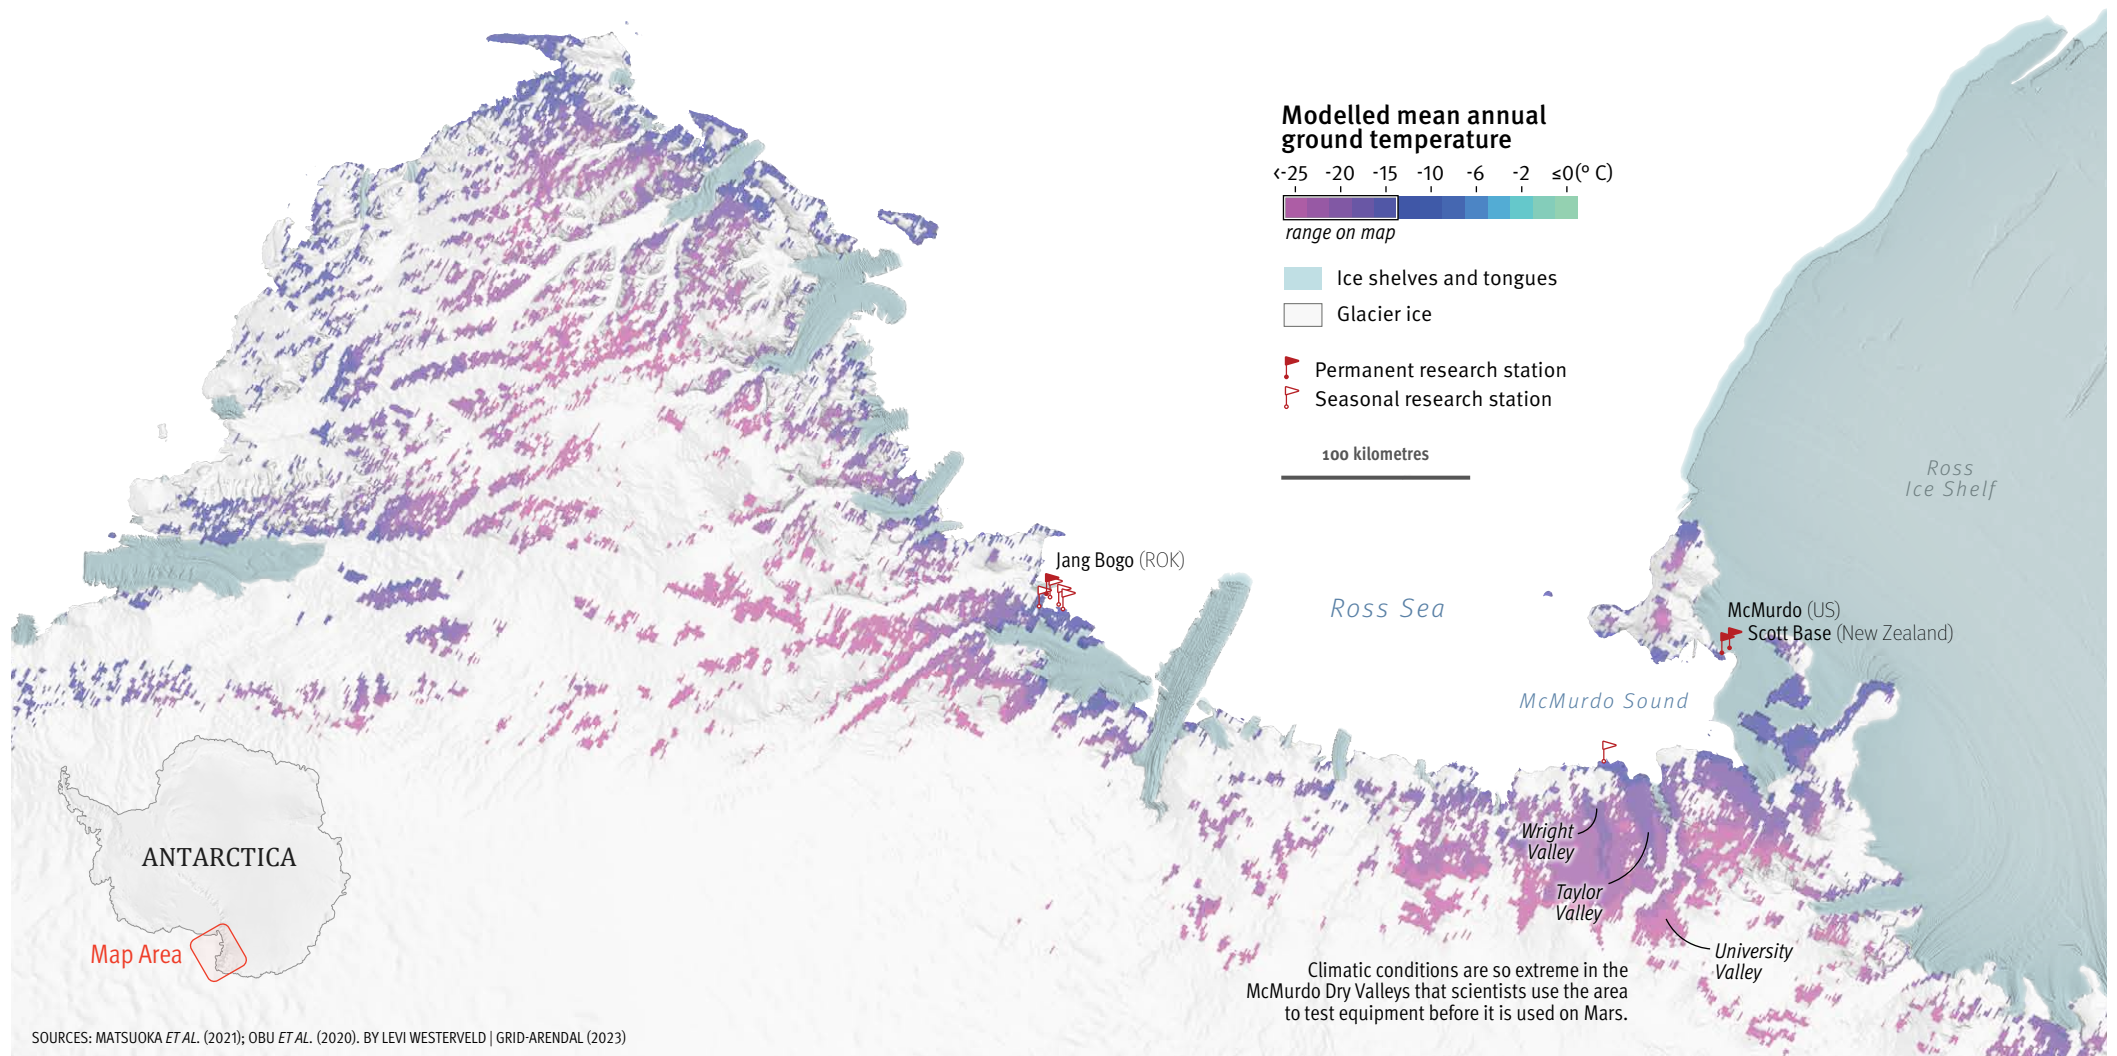 Modelled mean annual
ground temperature
<-25 -20 -15 -10 -6 -2 ≤0(° C)
range on map
Ice shelves and tongues
Glacier ice
Permanent research station
Seasonal research station
100 kilometres
Ross
Ice Shelf
Jang Bogo (ROK)
Ross Sea
McMurdo (US)
Scott Base (New Zealand)
McMurdo Sound
Wright
Valley
Taylor
Valley
University
Valley
ANTARCTICA
Map Area
Climatic conditions are so extreme in the
McMurdo Dry Valleys that scientists use the area
to test equipment before it is used on Mars.
SOURCES: MATSUOKA ET AL. (2021); OBU ET AL. (2020). BY LEVI WESTERVELD | GRID-ARENDAL (2023)